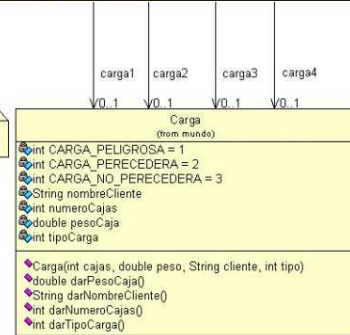 carga1 carga2 carga3 carga4
0..1 0..1 0..1 0..1
Carga
(from mundo)
int CARGA_PELIGROSA = 1
int CARGA_PERECEDERA = 2
int CARGA_NO_PERECEDERA = 3
String nombreCliente
int numeroCajas
double pesoCaja
int tipoCarga
Carga(int cajas, double peso, String cliente, int tipo)
double darPesoCaja()
String darNombreCliente()
int darNumeroCajas()
int darTipoCarga()